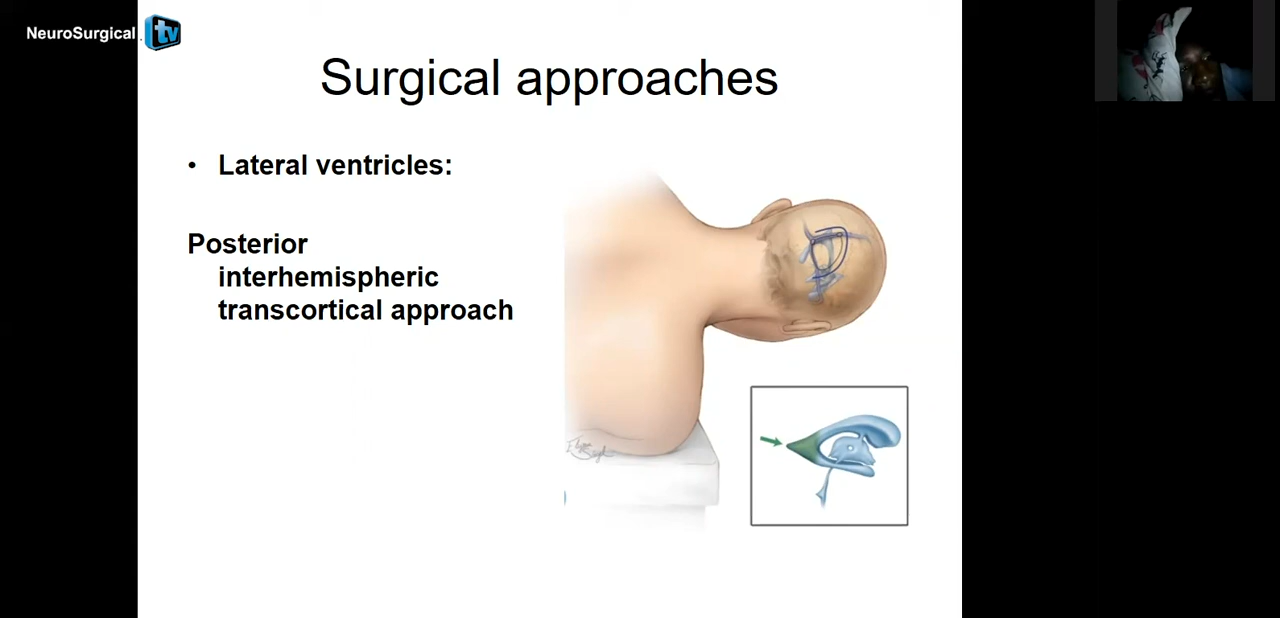 NeuroSurgical tv
Surgical approaches
• Lateral ventricles:
Posterior
interhemispheric
transcortical approach